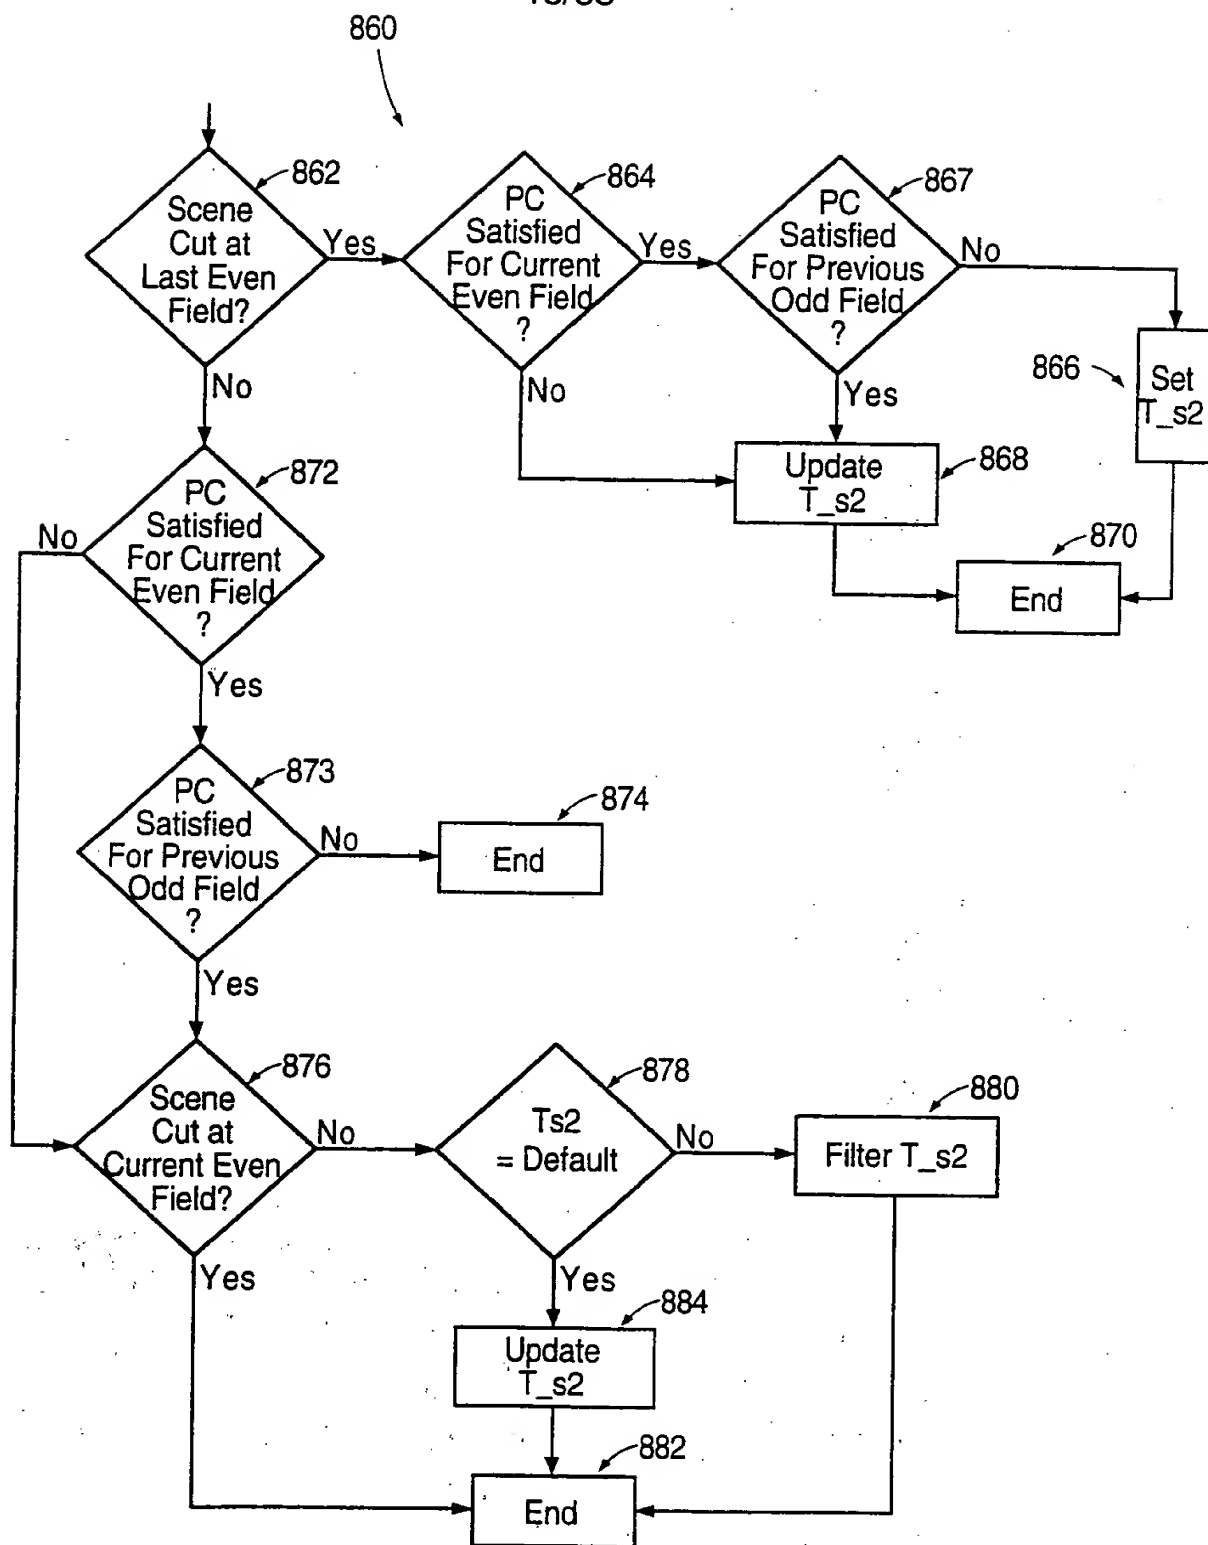 860
862
Scene
Cut at
Last Even
Field?
Yes
No
864
PC
Satisfied
For Current
Even Field
?
Yes
No
867
PC
Satisfied
For Previous
Odd Field
?
No
Yes
866
Set
T_s2
Update
T_s2
868
870
End
872
PC
Satisfied
For Current
Even Field
?
No
Yes
873
PC
Satisfied
For Previous
Odd Field
?
No
Yes
874
End
876
Scene
Cut at
Current Even
Field?
No
Yes
878
Ts2
= Default
No
Yes
880
Filter T_s2
884
Update
T_s2
882
End